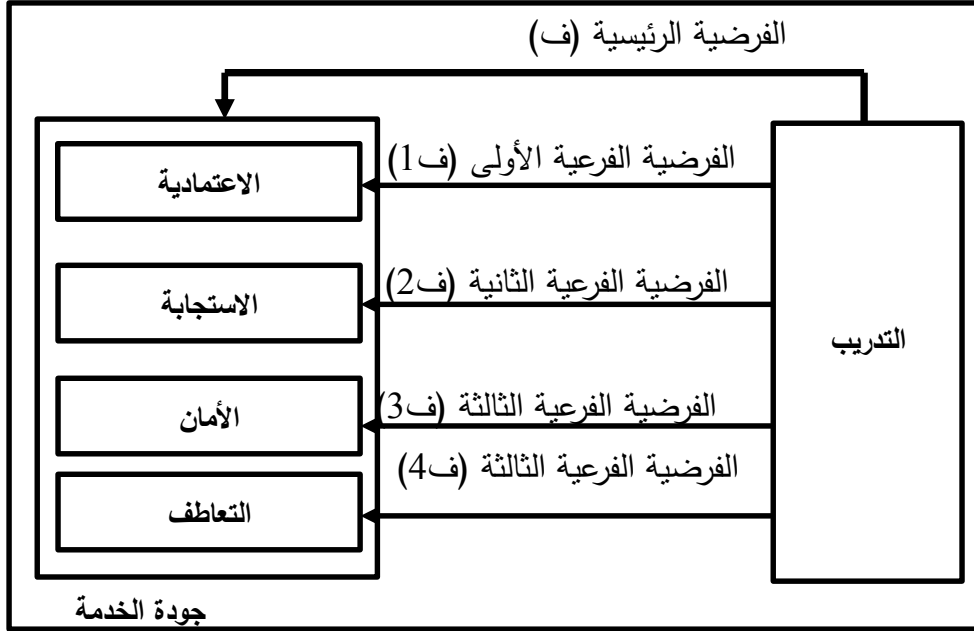 الفرضية الرئيسية (ف)
الفرضية الفرعية الأولى (ف1)
الاعتمادية
الفرضية الفرعية الثانية (ف2)
الاستجابة
التدريب
الفرضية الفرعية الثالثة (ف3)
الأمان
الفرضية الفرعية الثالثة (ف4)
التعاطف
جودة الخدمة